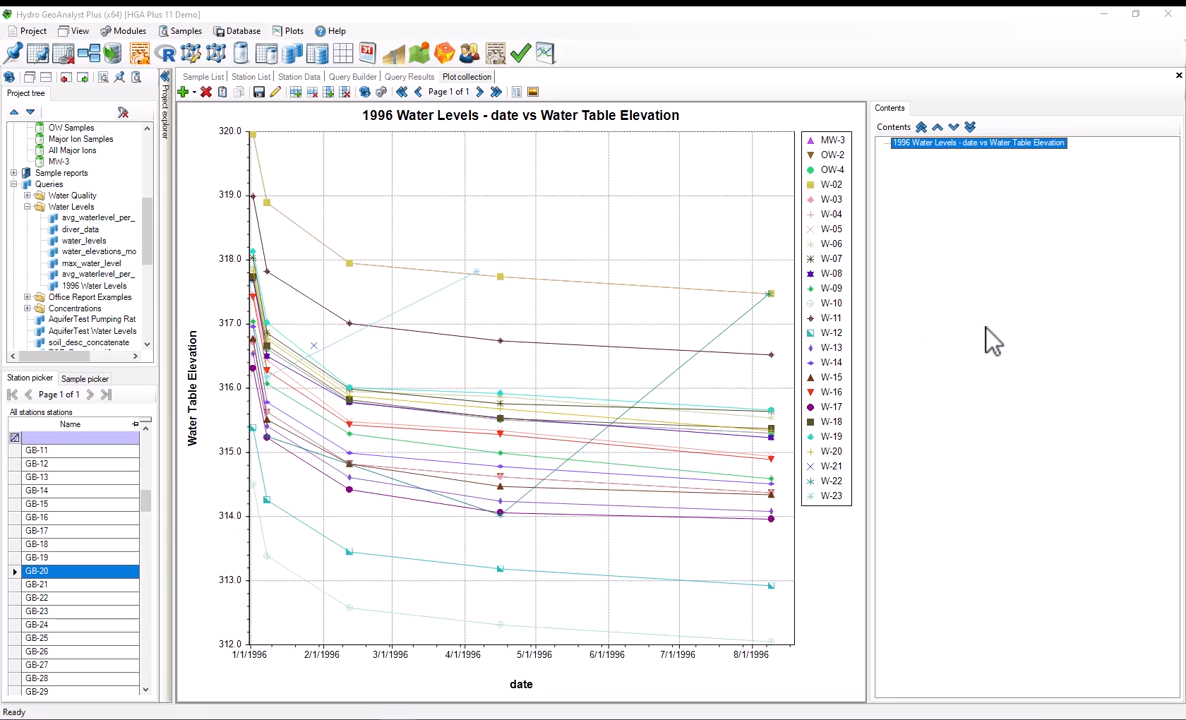 Hydro GeoAnalyst Plus (x64) [HGA Plus 11 Demo]
Project View Modules Samples Database Plots Help
Sample List Station List Station Data Query Builder Query Results Plot collection
Page 1 of 1
Project tree
Project explorer
OW Samples
Major Ion Samples
All Major Ions
MW-3
Sample reports
Queries
Water Quality
Water Levels
avg_waterlevel_per_
diver_data
water_levels
water_elevations_mo
max_water_level
avg_waterlevel_per_
1996 Water Levels
Office Report Examples
Concentrations
AquiferTest Pumping Rat
AquiferTest Water Levels
soil_desc_concatenate
Station picker Sample picker
Page 1 of 1
All stations stations
Name
GB-11
GB-12
GB-13
GB-14
GB-15
GB-16
GB-17
GB-18
GB-19
GB-20
GB-21
GB-22
GB-23
GB-24
GB-25
GB-26
GB-27
GB-28
GB-29
Ready
1996 Water Levels - date vs Water Table Elevation
Water Table Elevation
320.0
319.0
318.0
317.0
316.0
315.0
314.0
313.0
312.0
1/1/1996 2/1/1996 3/1/1996 4/1/1996 5/1/1996 6/1/1996 7/1/1996 8/1/1996
date
MW-3
OW-2
OW-4
W-02
W-03
W-04
W-05
W-06
W-07
W-08
W-09
W-10
W-11
W-12
W-13
W-14
W-15
W-16
W-17
W-18
W-19
W-20
W-21
W-22
W-23
Contents
Contents
1996 Water Levels - date vs Water Table Elevation